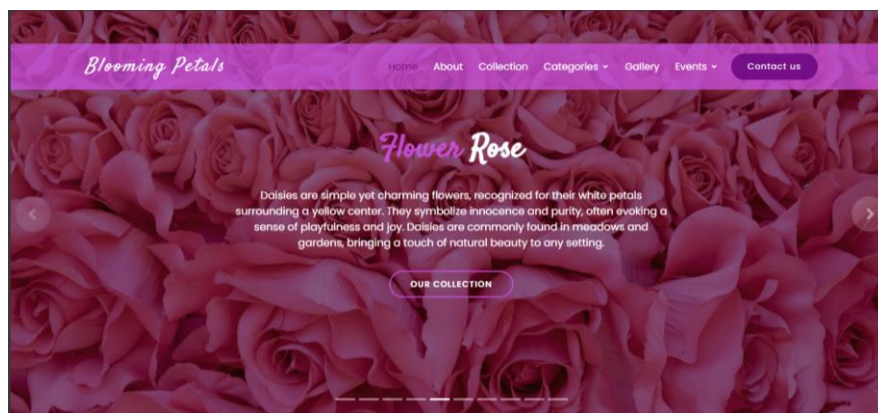 Blooming Petals
Home About Collection Categories Gallery Events Contact us
Flower Rose
Daisies are simple yet charming flowers, recognized for their white petals
surrounding a yellow center. They symbolize innocence and purity, often evoking a
sense of playfulness and joy. Daisies are commonly found in meadows and
gardens, bringing a touch of natural beauty to any setting.
OUR COLLECTION